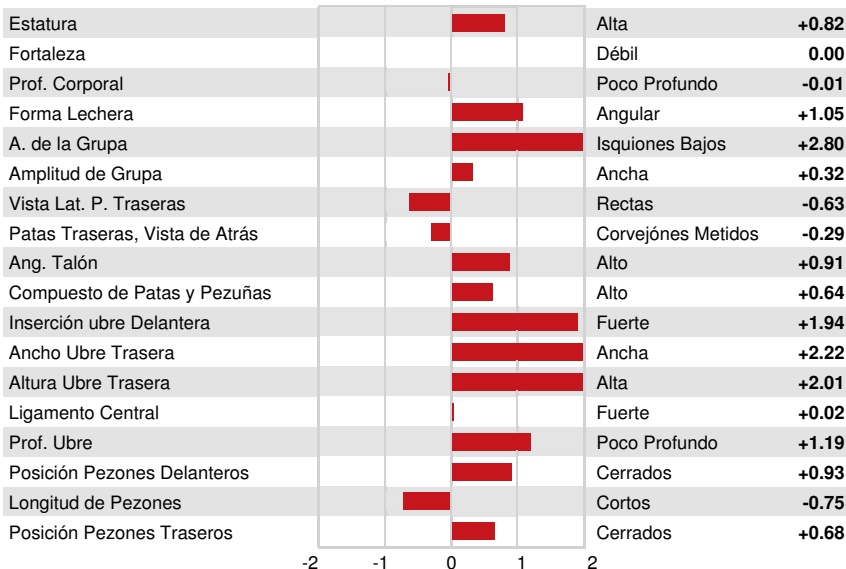 Estatura Alta +0.82
Fortaleza Débil 0.00
Prof. Corporal Poco Profundo -0.01
Forma Lechera Angular +1.05
A. de la Grupa Isquiones Bajos +2.80
Amplitud de Grupa Ancha +0.32
Vista Lat. P. Traseras Rectas -0.63
Patas Traseras, Vista de Atrás Corvejónes Metidos -0.29
Ang. Talón Alto +0.91
Compuesto de Patas y Pezuñas Alto +0.64
Inserción ubre Delantera Fuerte +1.94
Ancho Ubre Trasera Ancha +2.22
Altura Ubre Trasera Alta +2.01
Ligamento Central Fuerte +0.02
Prof. Ubre Poco Profundo +1.19
Posición Pezones Delanteros Cerrados +0.93
Longitud de Pezones Cortos -0.75
Posición Pezones Traseros Cerrados +0.68
-2 -1 0 1 2